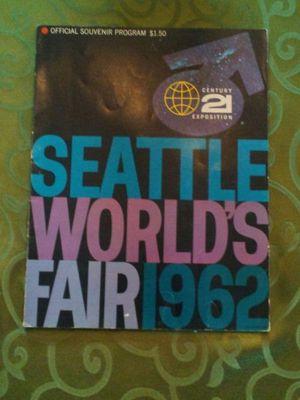 OFFICIAL SOUVENIR PROGRAM $1.50
CENTURY
21
EXPOSITION
SEATTLE
WORLD'S
FAIR 1962